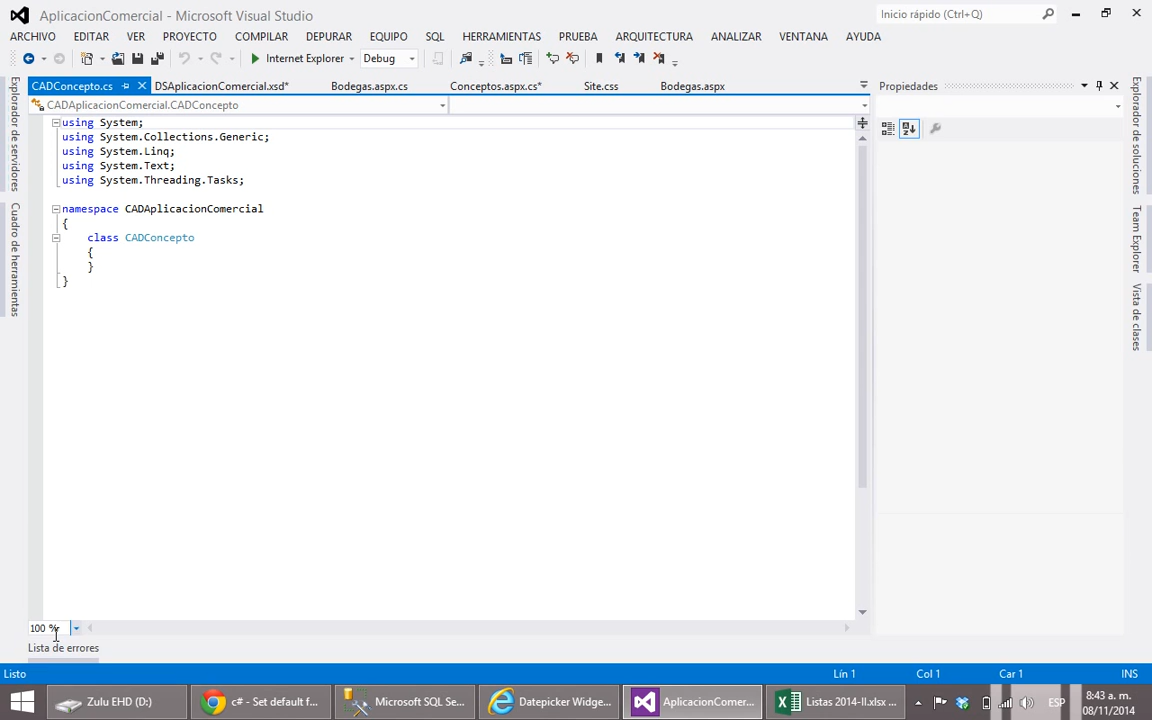 AplicacionComercial - Microsoft Visual Studio
Inicio rápido (Ctrl+Q)
ARCHIVO EDITAR VER PROYECTO COMPILAR DEPURAR EQUIPO SQL HERRAMIENTAS PRUEBA ARQUITECTURA ANALIZAR VENTANA AYUDA
Internet Explorer Debug
CADConcepto.cs DSAplicacionComercial.xsd* Bodegas.aspx.cs Conceptos.aspx.cs* Site.css Bodegas.aspx
Propiedades
CADAplicacionComercial.CADConcepto
Explorador de servidores
Cuadro de herramientas
using System;
using System.Collections.Generic;
using System.Linq;
using System.Text;
using System.Threading.Tasks;
namespace CADAplicacionComercial
{
class CADConcepto
{
}
}
Explorador de soluciones
Team Explorer
Vista de clases
100 %
Lista de errores
Listo Lín 1 Col 1 Car 1 INS
Zulu EHD (D:) c# - Set default f... Microsoft SQL Se... Datepicker Widge... AplicacionComer... Listas 2014-II.xlsx ... ESP
8:43 a. m.
08/11/2014